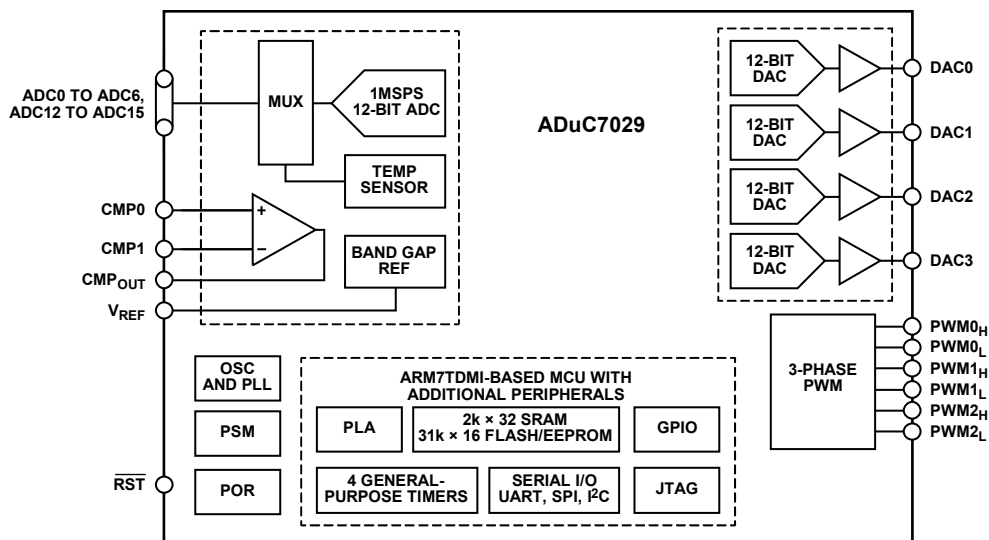 ADC0 TO ADC6,
ADC12 TO ADC15
MUX
1MSPS
12-BIT ADC
TEMP
SENSOR
CMP0
+
CMP1
−
CMPOUT
BAND GAP
REF
VREF
ADuC7029
12-BIT
DAC
DAC0
12-BIT
DAC
DAC1
12-BIT
DAC
DAC2
12-BIT
DAC
DAC3
3-PHASE
PWM
PWM0H
PWM0L
PWM1H
PWM1L
PWM2H
PWM2L
OSC
AND PLL
PSM
POR
RST
ARM7TDMI-BASED MCU WITH
ADDITIONAL PERIPHERALS
PLA
2k × 32 SRAM
31k × 16 FLASH/EEPROM
GPIO
4 GENERAL-
PURPOSE TIMERS
SERIAL I/O
UART, SPI, I²C
JTAG